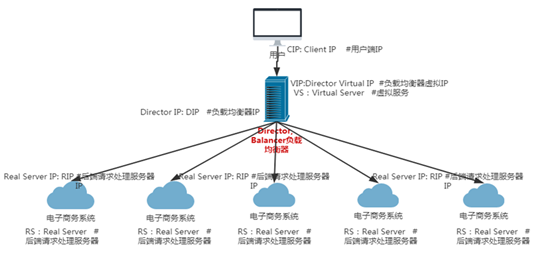 用户
CIP: Client IP #用户端IP
VIP:Director Virtual IP #负载均衡器虚拟IP
VS：Virtual Server #虚拟服务
Director IP: DIP #负载均衡器IP
Director,
Balancer负载
均衡器
Real Server IP: RIP #后端请求处理服务器
IP
Real Server IP: RIP #后端请求处理服务器
IP
Real Server IP: RIP #后端请求处理服务器
IP
电子商务系统
电子商务系统
电子商务系统
电子商务系统
电子商务系统
RS：Real Server #
后端请求处理服务器
RS：Real Server #
后端请求处理服务器
RS：Real Server #
后端请求处理服务器
RS：Real Server #
后端请求处理服务器
RS：Real Server #
后端请求处理服务器